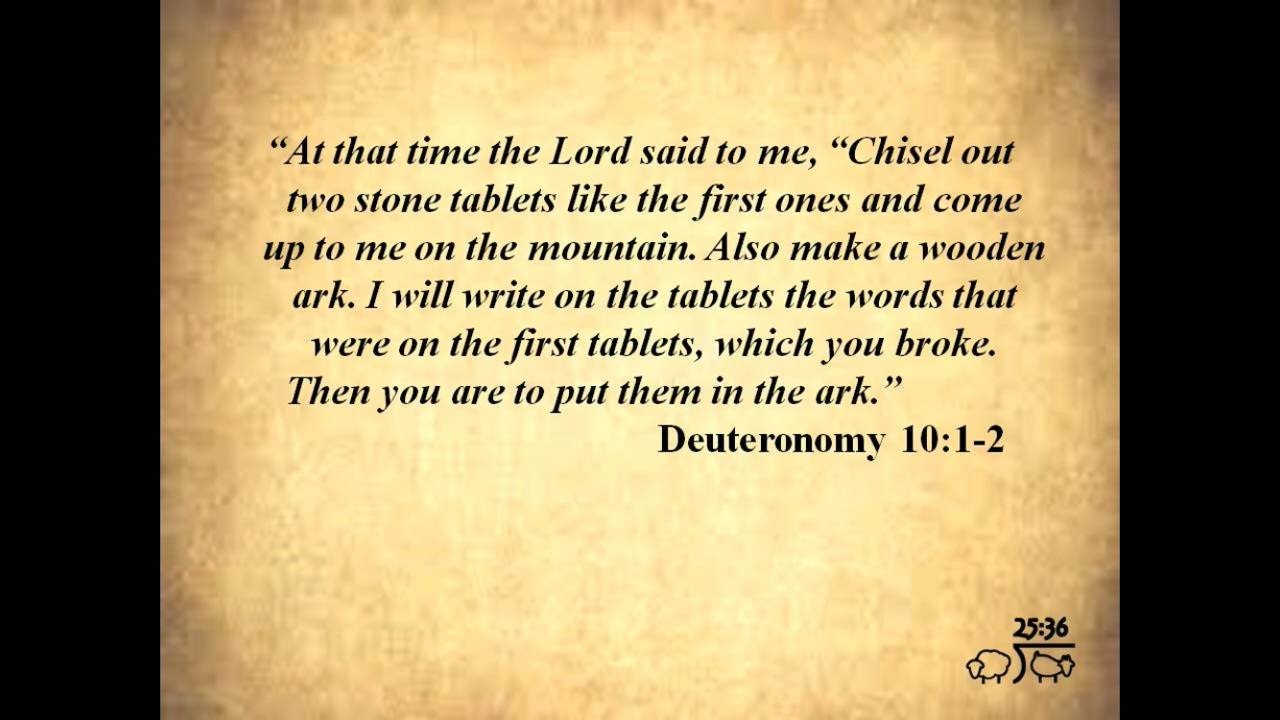 “At that time the Lord said to me, “Chisel out
two stone tablets like the first ones and come
up to me on the mountain. Also make a wooden
ark. I will write on the tablets the words that
were on the first tablets, which you broke.
Then you are to put them in the ark.”
Deuteronomy 10:1-2
25:36